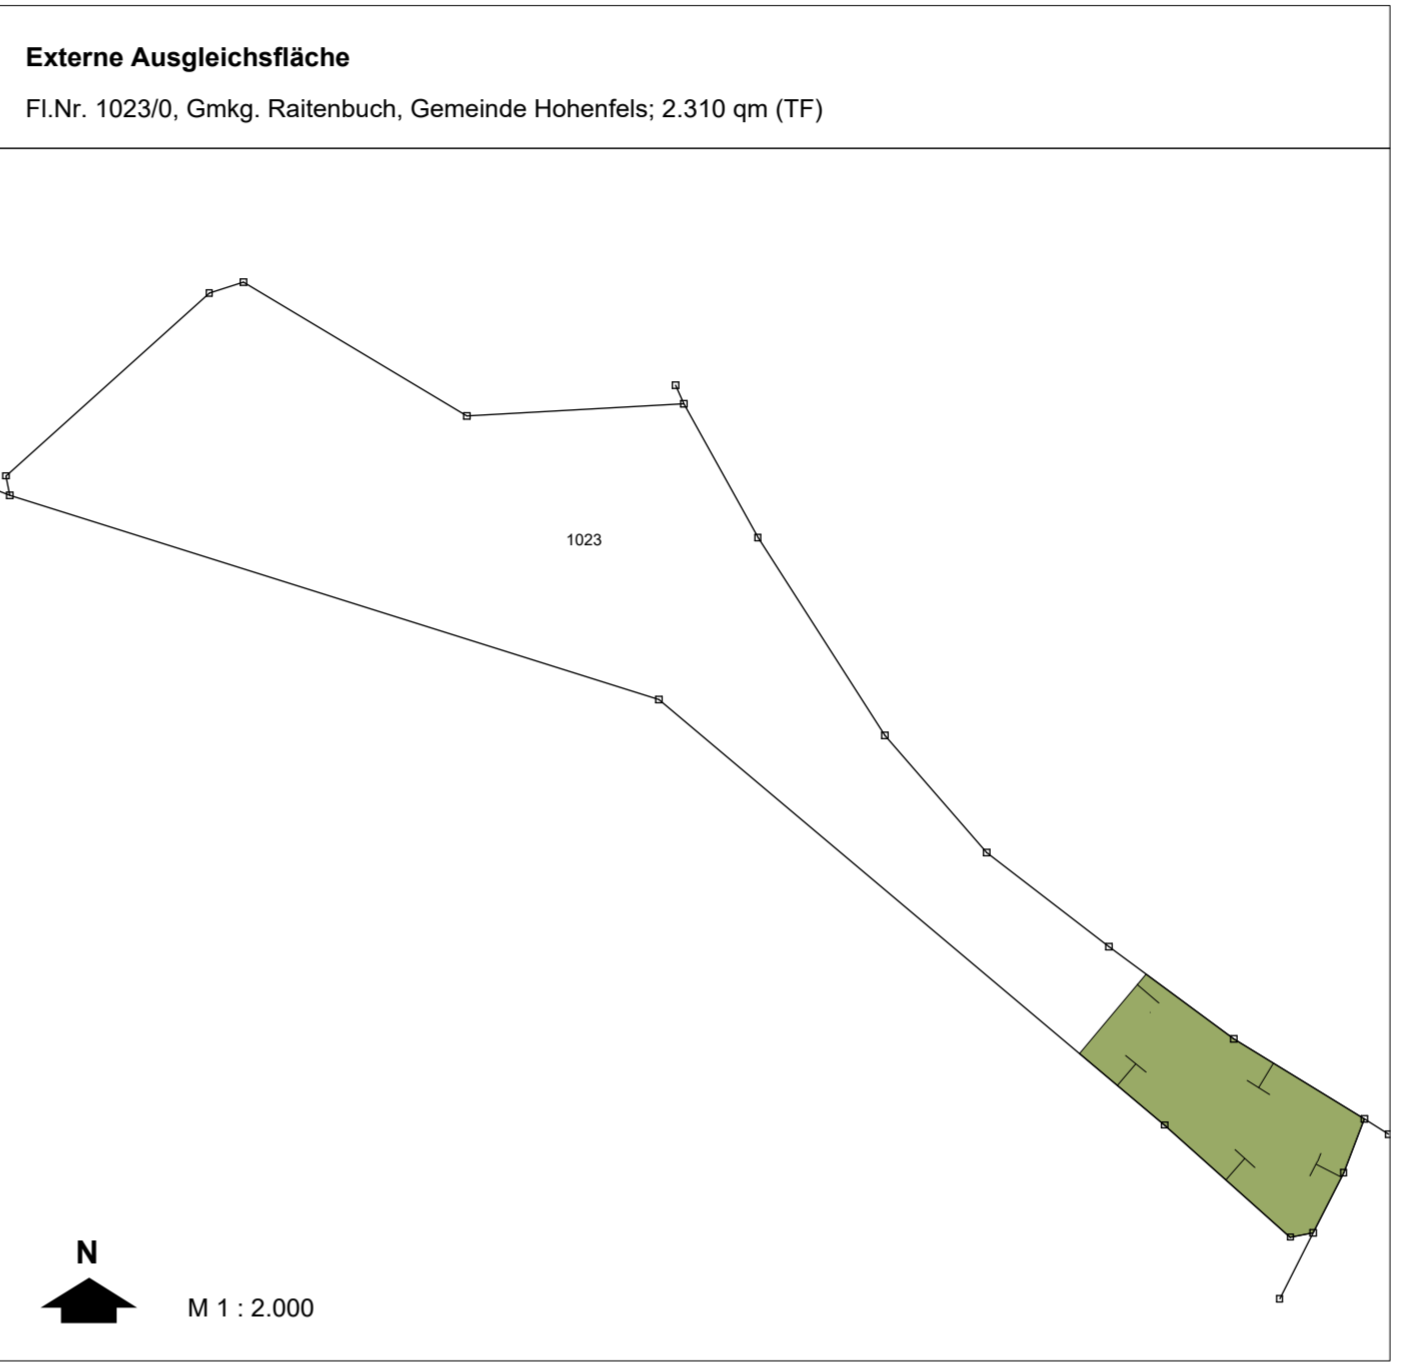 Externe Ausgleichsfläche
Fl.Nr. 1023/0, Gmkg. Raitenbuch, Gemeinde Hohenfels; 2.310 qm (TF)
1023
N
M 1 : 2.000